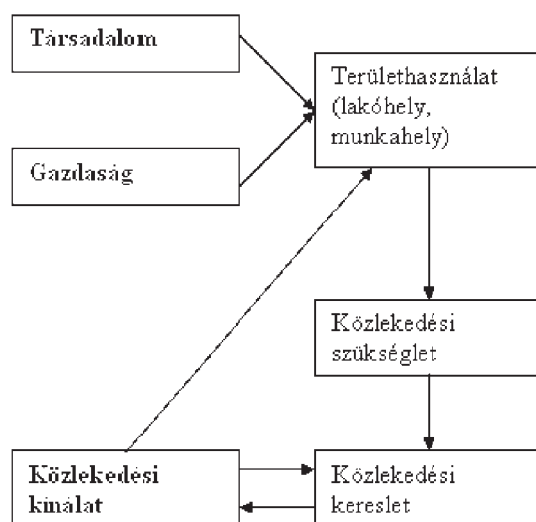 Társadalom
Területhasználat
(lakóhely,
munkahely)
Gazdaság
Közlekedési
szükséglet
Közlekedési
kínálat
Közlekedési
kereslet